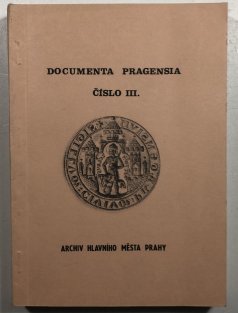 DOCUMENTA PRAGENSIA
ČÍSLO III.
ARCHIV HLAVNÍHO MĚSTA PRAHY